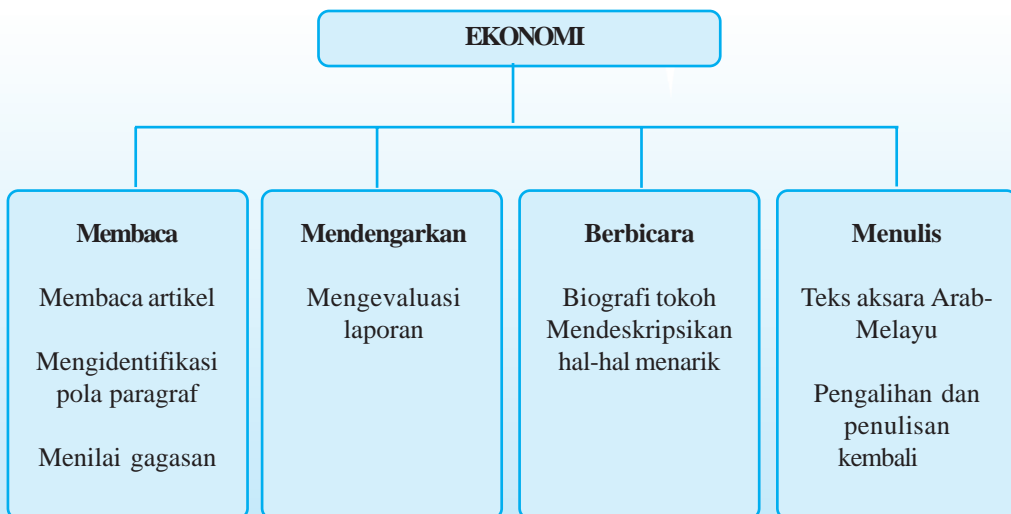 EKONOMI
Membaca
Membaca artikel
Mengidentifikasi
pola paragraf
Menilai gagasan
Mendengarkan
Mengevaluasi
laporan
Berbicara
Biografi tokoh
Mendeskripsikan
hal-hal menarik
Menulis
Teks aksara Arab-
Melayu
Pengalihan dan
penulisan
kembali